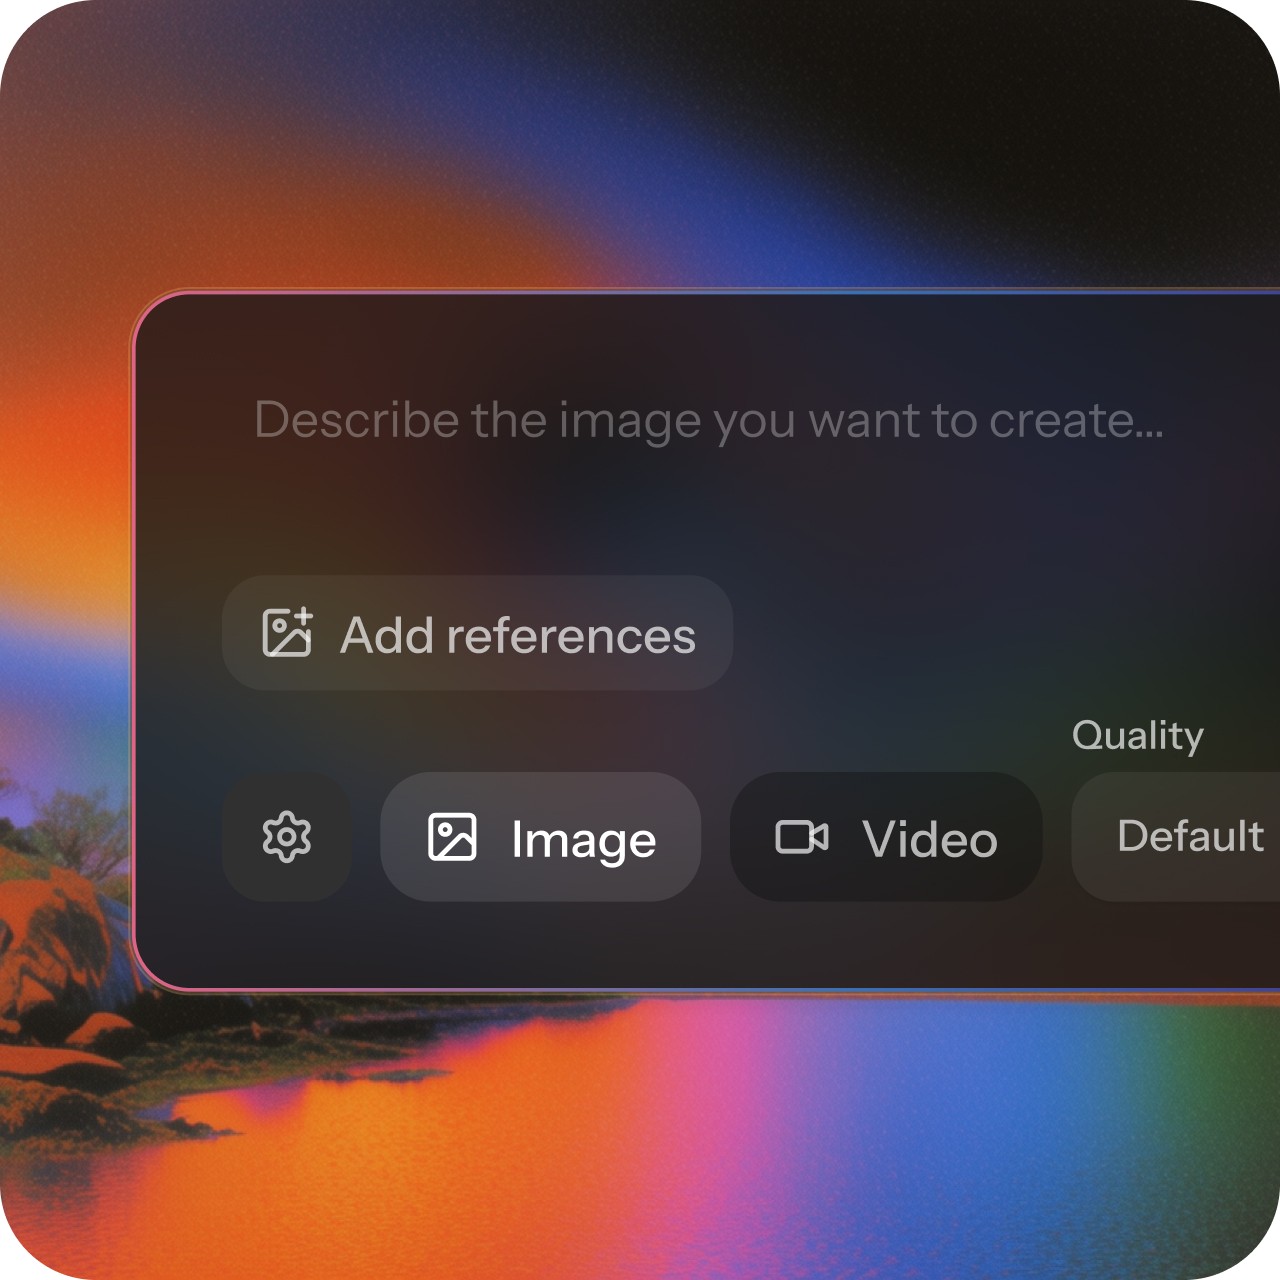 Describe the image you want to create...
Add references
Quality
Image
Video
Default